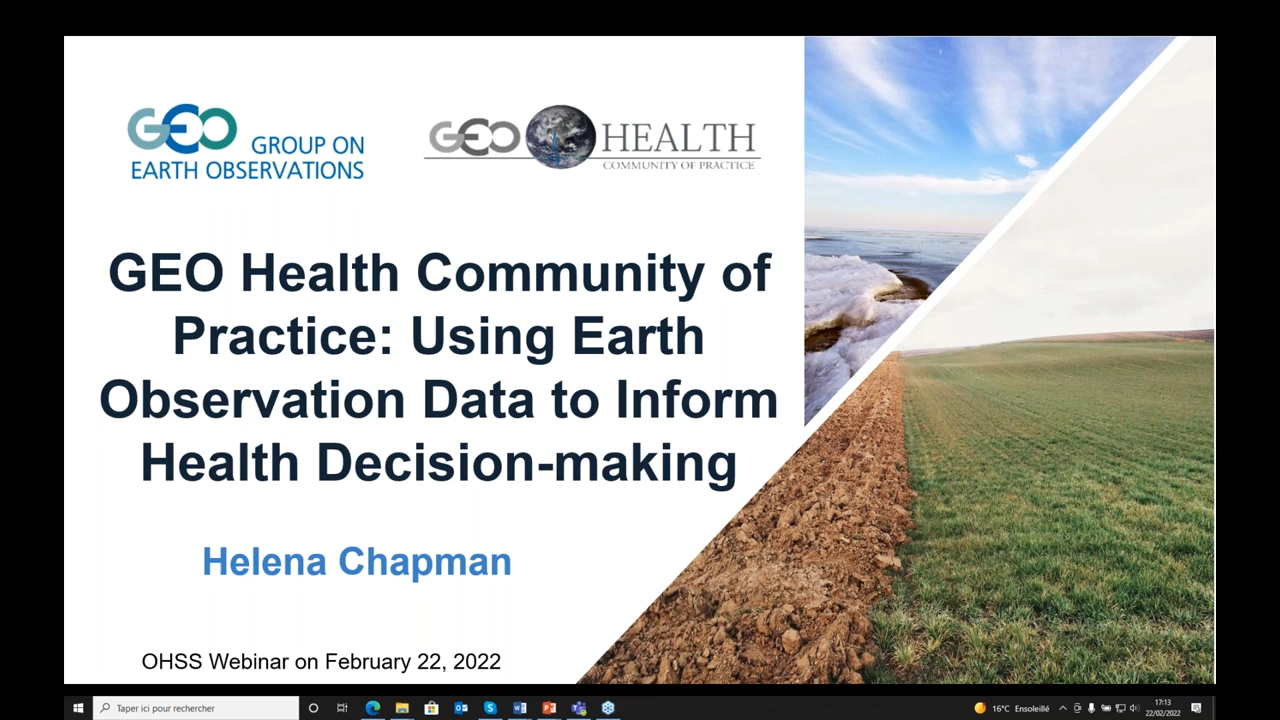 GEO GROUP ON
EARTH OBSERVATIONS
GEO HEALTH
COMMUNITY OF PRACTICE
GEO Health Community of
Practice: Using Earth
Observation Data to Inform
Health Decision-making
Helena Chapman
OHSS Webinar on February 22, 2022
Taper ici pour rechercher
16°C Ensoleillé
17:13
22/02/2022